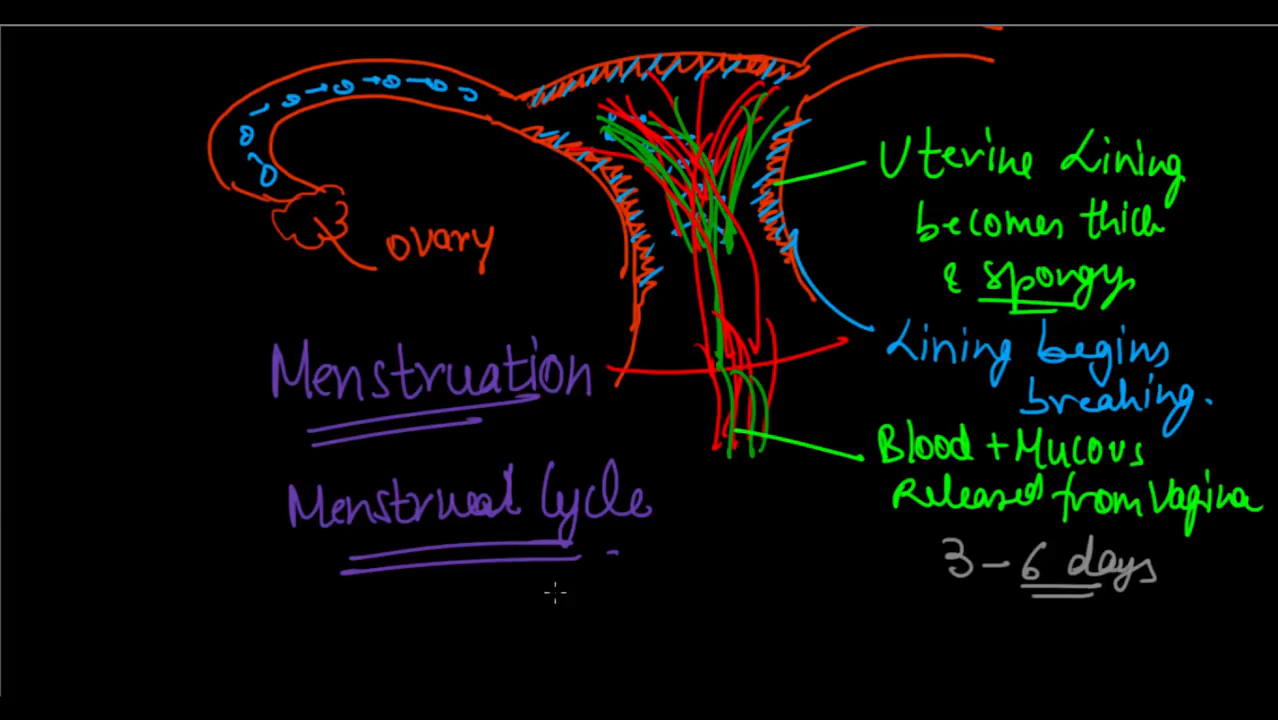 Uterine Lining
becomes thick
& spongy
ovary
Lining begins
breaking.
Menstruation
Blood + Mucous
Released from Vagina
Menstrual Cycle
3-6 days